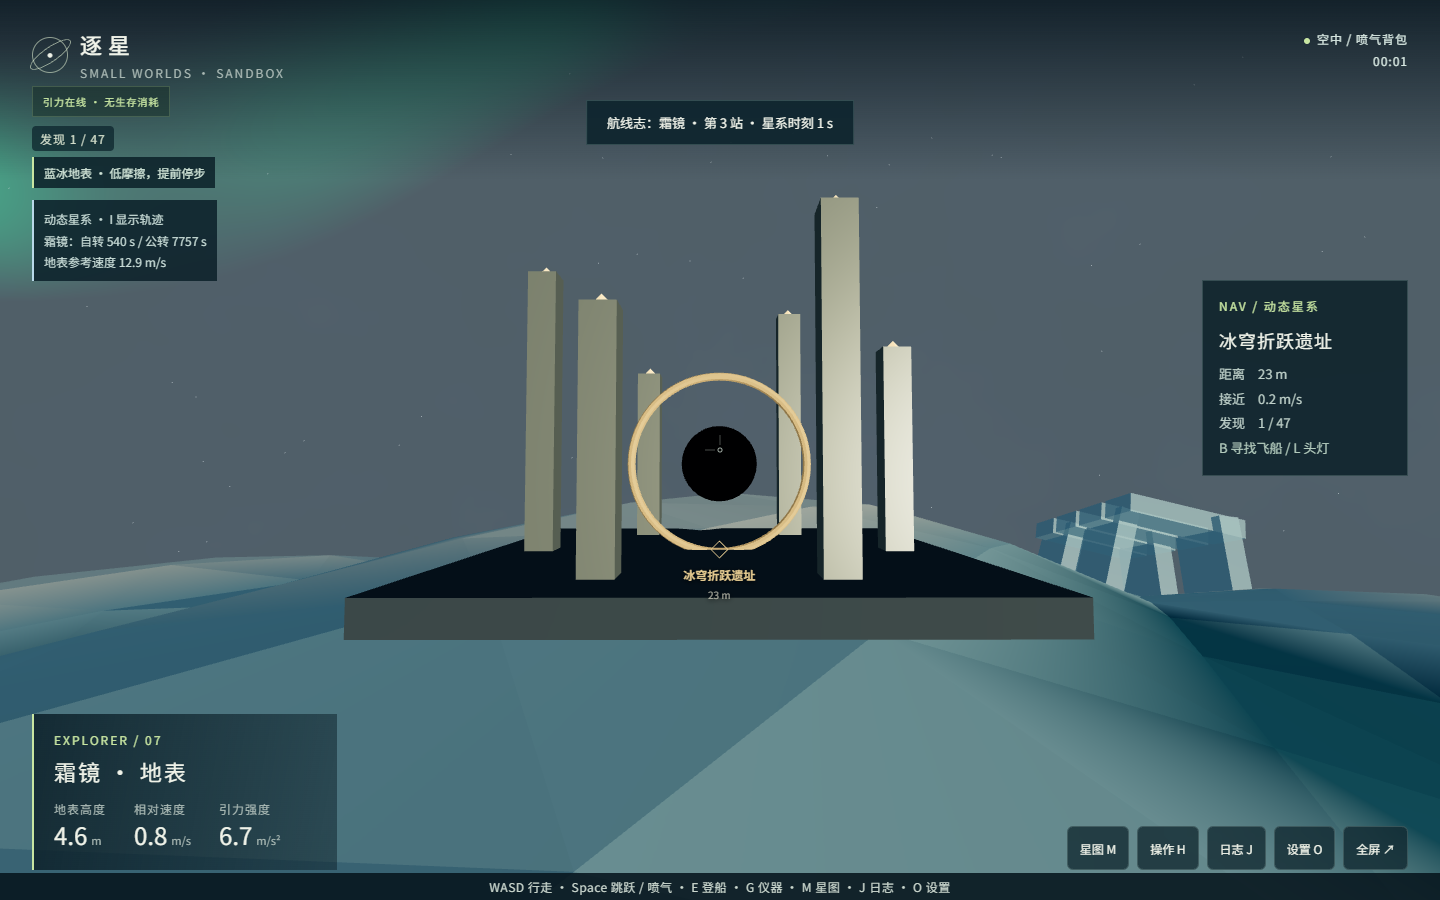 逐星
SMALL WORLDS · SANDBOX
引力在线 · 无生存消耗
发现 1 / 47
蓝冰地表 · 低摩擦，提前停步
动态星系 · I 显示轨迹
霜镜：自转 540 s / 公转 7757 s
地表参考速度 12.9 m/s
航线志：霜镜 · 第 3 站 · 星系时刻 1 s
空中 / 喷气背包
00:01
NAV / 动态星系
冰穹折跃遗址
距离 23 m
接近 0.2 m/s
发现 1 / 47
B 寻找飞船 / L 头灯
冰穹折跃遗址
23 m
EXPLORER / 07
霜镜 · 地表
地表高度 相对速度 引力强度
4.6 m 0.8 m/s 6.7 m/s²
星图 M 操作 H 日志 J 设置 O 全屏 ↗
WASD 行走 · Space 跳跃 / 喷气 · E 登船 · G 仪器 · M 星图 · J 日志 · O 设置